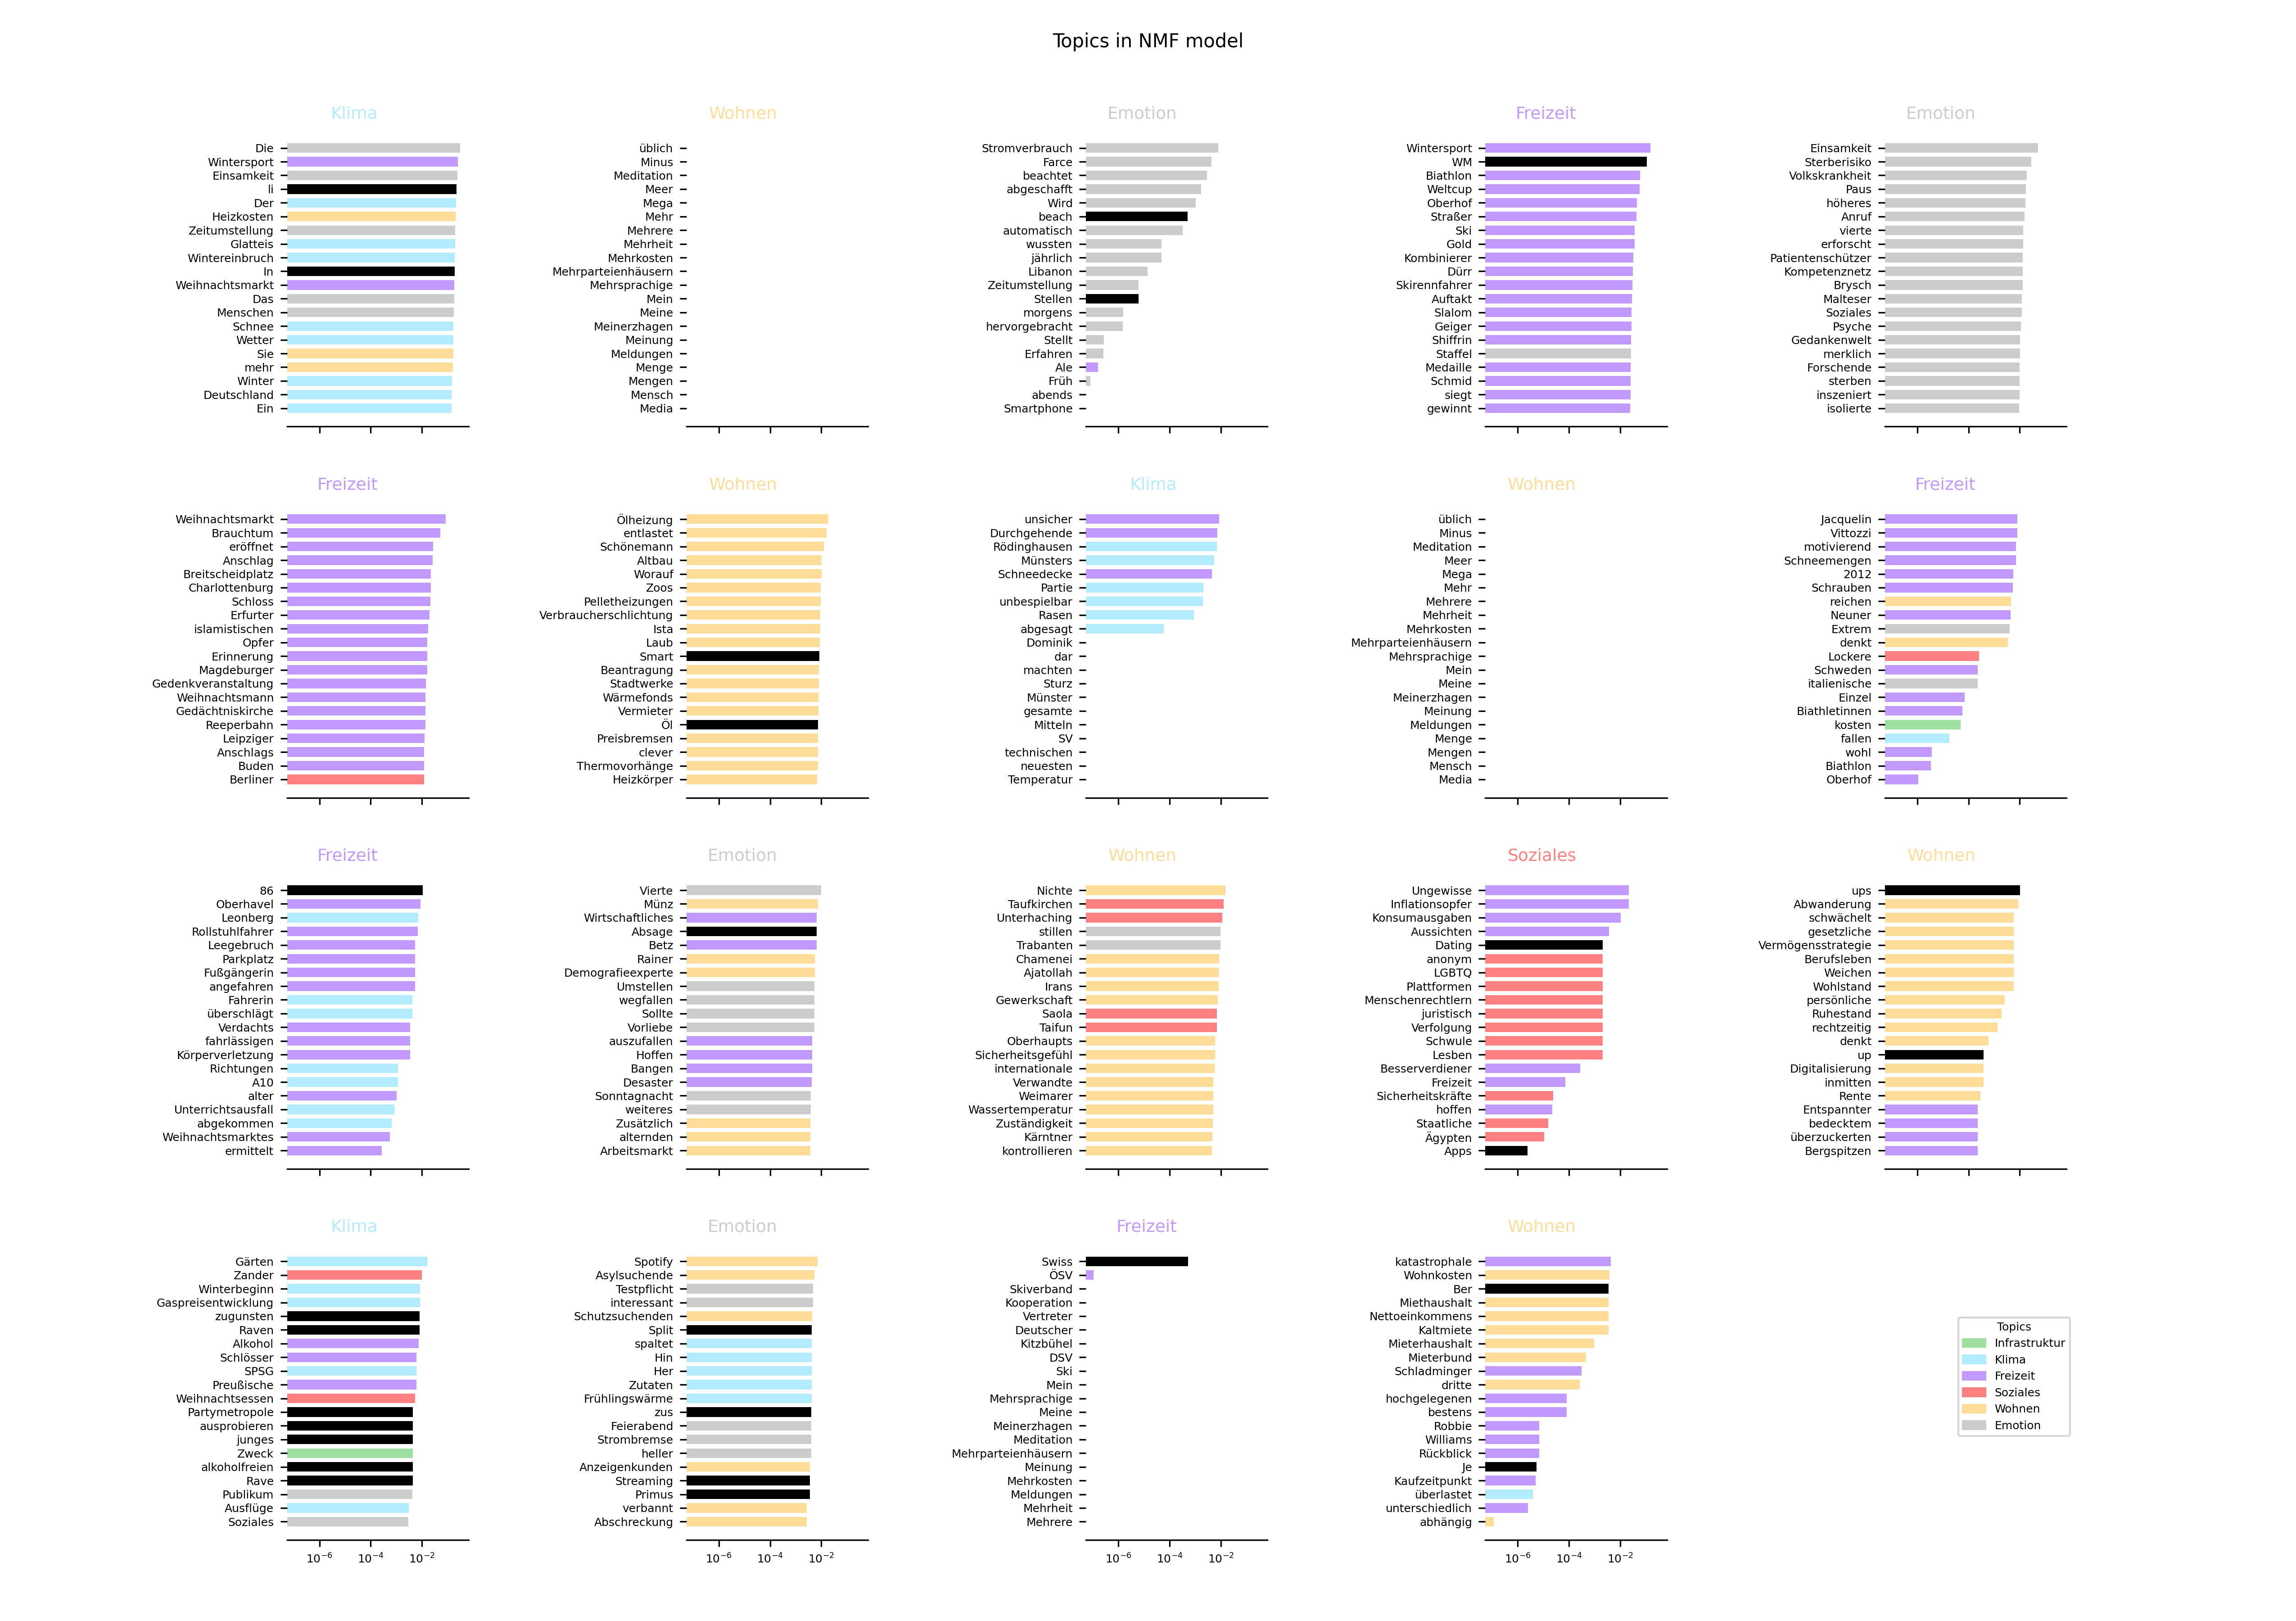 Topics in NMF model
Klima
Die
Wintersport
Einsamkeit
li
Der
Heizkosten
Zeitumstellung
Glatteis
Wintereinbruch
In
Weihnachtsmarkt
Das
Menschen
Schnee
Wetter
Sie
mehr
Winter
Deutschland
Ein
Wohnen
üblich
Minus
Meditation
Meer
Mega
Mehr
Mehrere
Mehrheit
Mehrkosten
Mehrparteienhäusern
Mehrsprachige
Mein
Meine
Meinerzhagen
Meinung
Meldungen
Menge
Mengen
Mensch
Media
Emotion
Stromverbrauch
Farce
beachtet
abgeschafft
Wird
beach
automatisch
wussten
jährlich
Libanon
Zeitumstellung
Stellen
morgens
hervorgebracht
Stellt
Erfahren
Ale
Früh
abends
Smartphone
Freizeit
Wintersport
WM
Biathlon
Weltcup
Oberhof
Straßer
Ski
Gold
Kombinierer
Dürr
Skirennfahrer
Auftakt
Slalom
Geiger
Shiffrin
Staffel
Medaille
Schmid
siegt
gewinnt
Emotion
Einsamkeit
Sterberisiko
Volkskrankheit
Paus
höheres
Anruf
vierte
erforscht
Patientenschützer
Kompetenznetz
Brysch
Malteser
Soziales
Psyche
Gedankenwelt
merklich
Forschende
sterben
inszeniert
isolierte
Freizeit
Weihnachtsmarkt
Brauchtum
eröffnet
Anschlag
Breitscheidplatz
Charlottenburg
Schloss
Erfurter
islamistischen
Opfer
Erinnerung
Magdeburger
Gedenkveranstaltung
Weihnachtsmann
Gedächtniskirche
Reeperbahn
Leipziger
Anschlags
Buden
Berliner
Wohnen
Ölheizung
entlastet
Schönemann
Altbau
Worauf
Zoos
Pelletheizungen
Verbraucherschlichtung
Ista
Laub
Smart
Beantragung
Stadtwerke
Wärmefonds
Vermieter
Öl
Preisbremsen
clever
Thermovorhänge
Heizkörper
Klima
unsicher
Durchgehende
Rödinghausen
Münsters
Schneedecke
Partie
unbespielbar
Rasen
abgesagt
Dominik
dar
machten
Sturz
Münster
gesamte
Mitteln
SV
technischen
neuesten
Temperatur
Wohnen
üblich
Minus
Meditation
Meer
Mega
Mehr
Mehrere
Mehrheit
Mehrkosten
Mehrparteienhäusern
Mehrsprachige
Mein
Meine
Meinerzhagen
Meinung
Meldungen
Menge
Mengen
Mensch
Media
Freizeit
Jacquelin
Vittozzi
motivierend
Schneemengen
2012
Schrauben
reichen
Neuner
Extrem
denkt
Lockere
Schweden
italienische
Einzel
Biathletinnen
kosten
fallen
wohl
Biathlon
Oberhof
Freizeit
86
Oberhavel
Leonberg
Rollstuhlfahrer
Leegebruch
Parkplatz
Fußgängerin
angefahren
Fahrerin
überschlägt
Verdachts
fahrlässigen
Körperverletzung
Richtungen
A10
alter
Unterrichtsausfall
abgekommen
Weihnachtsmarktes
ermittelt
Emotion
Vierte
Münz
Wirtschaftliches
Absage
Betz
Rainer
Demografieexperte
Umstellen
wegfallen
Sollte
Vorliebe
auszufallen
Hoffen
Bangen
Desaster
Sonntagnacht
weiteres
Zusätzlich
alternden
Arbeitsmarkt
Wohnen
Nichte
Taufkirchen
Unterhaching
stillen
Trabanten
Chamenei
Ajatollah
Irans
Gewerkschaft
Saola
Taifun
Oberhaupts
Sicherheitsgefühl
internationale
Verwandte
Weimarer
Wassertemperatur
Zuständigkeit
Kärntner
kontrollieren
Soziales
Ungewisse
Inflationsopfer
Konsumausgaben
Aussichten
Dating
anonym
LGBTQ
Plattformen
Menschenrechtlern
juristisch
Verfolgung
Schwule
Lesben
Besserverdiener
Freizeit
Sicherheitskräfte
hoffen
Staatliche
Ägypten
Apps
Wohnen
ups
Abwanderung
schwächelt
gesetzliche
Vermögensstrategie
Berufsleben
Weichen
Wohlstand
persönliche
Ruhestand
rechtzeitig
denkt
up
Digitalisierung
inmitten
Rente
Entspannter
bedecktem
überzuckerten
Bergspitzen
Klima
Gärten
Zander
Winterbeginn
Gaspreisentwicklung
zugunsten
Raven
Alkohol
Schlösser
SPSG
Preußische
Weihnachtsessen
Partymetropole
ausprobieren
junges
Zweck
alkoholfreien
Rave
Publikum
Ausflüge
Soziales
10⁻⁶ 10⁻⁴ 10⁻²
Emotion
Spotify
Asylsuchende
Testpflicht
interessant
Schutzsuchenden
Split
spaltet
Hin
Her
Zutaten
Frühlingswärme
zus
Feierabend
Strombremse
heller
Anzeigenkunden
Streaming
Primus
verbannt
Abschreckung
10⁻⁶ 10⁻⁴ 10⁻²
Freizeit
Swiss
ÖSV
Skiverband
Kooperation
Vertreter
Deutscher
Kitzbühel
DSV
Ski
Mein
Mehrsprachige
Meine
Meinerzhagen
Meditation
Mehrparteienhäusern
Meinung
Mehrkosten
Meldungen
Mehrheit
Mehrere
10⁻⁶ 10⁻⁴ 10⁻²
Wohnen
katastrophale
Wohnkosten
Ber
Miethaushalt
Nettoeinkommens
Kaltmiete
Mieterhaushalt
Mieterbund
Schladminger
dritte
hochgelegenen
bestens
Robbie
Williams
Rückblick
Je
Kaufzeitpunkt
überlastet
unterschiedlich
abhängig
10⁻⁶ 10⁻⁴ 10⁻²
Topics
Infrastruktur
Klima
Freizeit
Soziales
Wohnen
Emotion